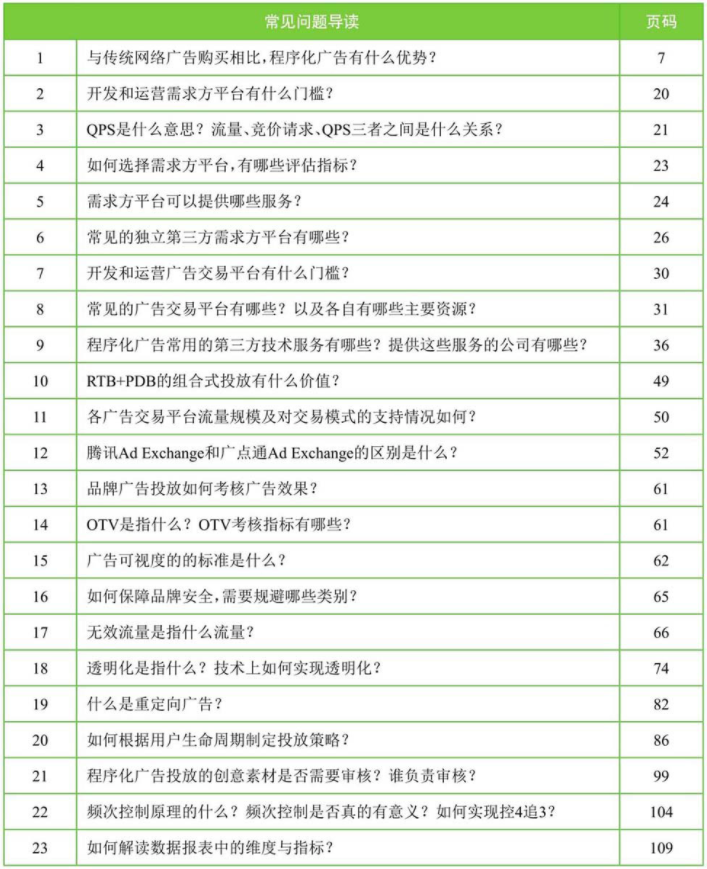 常见问题导读 页码
1 与传统网络广告购买相比,程序化广告有什么优势? 7
2 开发和运营需求方平台有什么门槛? 20
3 QPS是什么意思? 流量、竞价请求、QPS三者之间是什么关系? 21
4 如何选择需求方平台,有哪些评估指标? 23
5 需求方平台可以提供哪些服务? 24
6 常见的独立第三方需求方平台有哪些? 26
7 开发和运营广告交易平台有什么门槛? 30
8 常见的广告交易平台有哪些? 以及各自有哪些主要资源? 31
9 程序化广告常用的第三方技术服务有哪些? 提供这些服务的公司有哪些? 36
10 RTB+PDB的组合式投放有什么价值? 49
11 各广告交易平台流量规模及对交易模式的支持情况如何? 50
12 腾讯Ad Exchange和广点通Ad Exchange的区别是什么? 52
13 品牌广告投放如何考核广告效果? 61
14 OTV是指什么? OTV考核指标有哪些? 61
15 广告可视度的的标准是什么? 62
16 如何保障品牌安全,需要规避哪些类别? 65
17 无效流量是指什么流量? 66
18 透明化是指什么? 技术上如何实现透明化? 74
19 什么是重定向广告? 82
20 如何根据用户生命周期制定投放策略? 86
21 程序化广告投放的创意素材是否需要审核? 谁负责审核? 99
22 频次控制原理的什么? 频次控制是否真的有意义? 如何实现控4追3? 104
23 如何解读数据报表中的维度与指标? 109